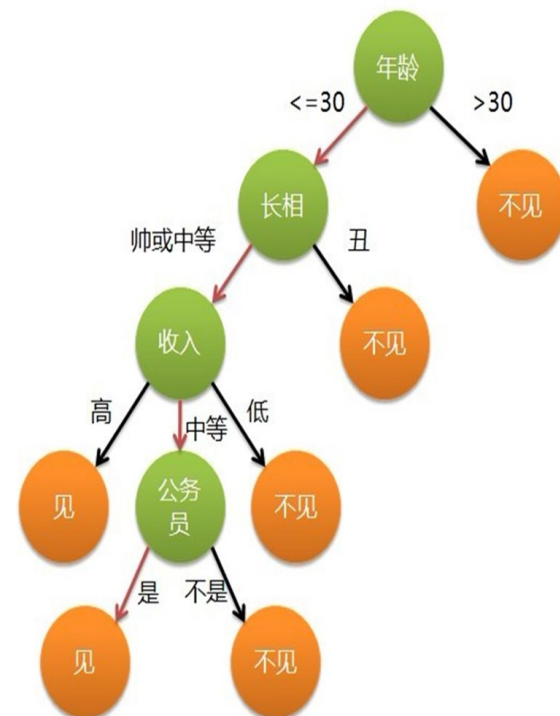 年龄
<=30
>30
长相
不见
帅或中等
丑
收入
不见
高
中等
低
见
公务
员
不见
是
不是
见
不见